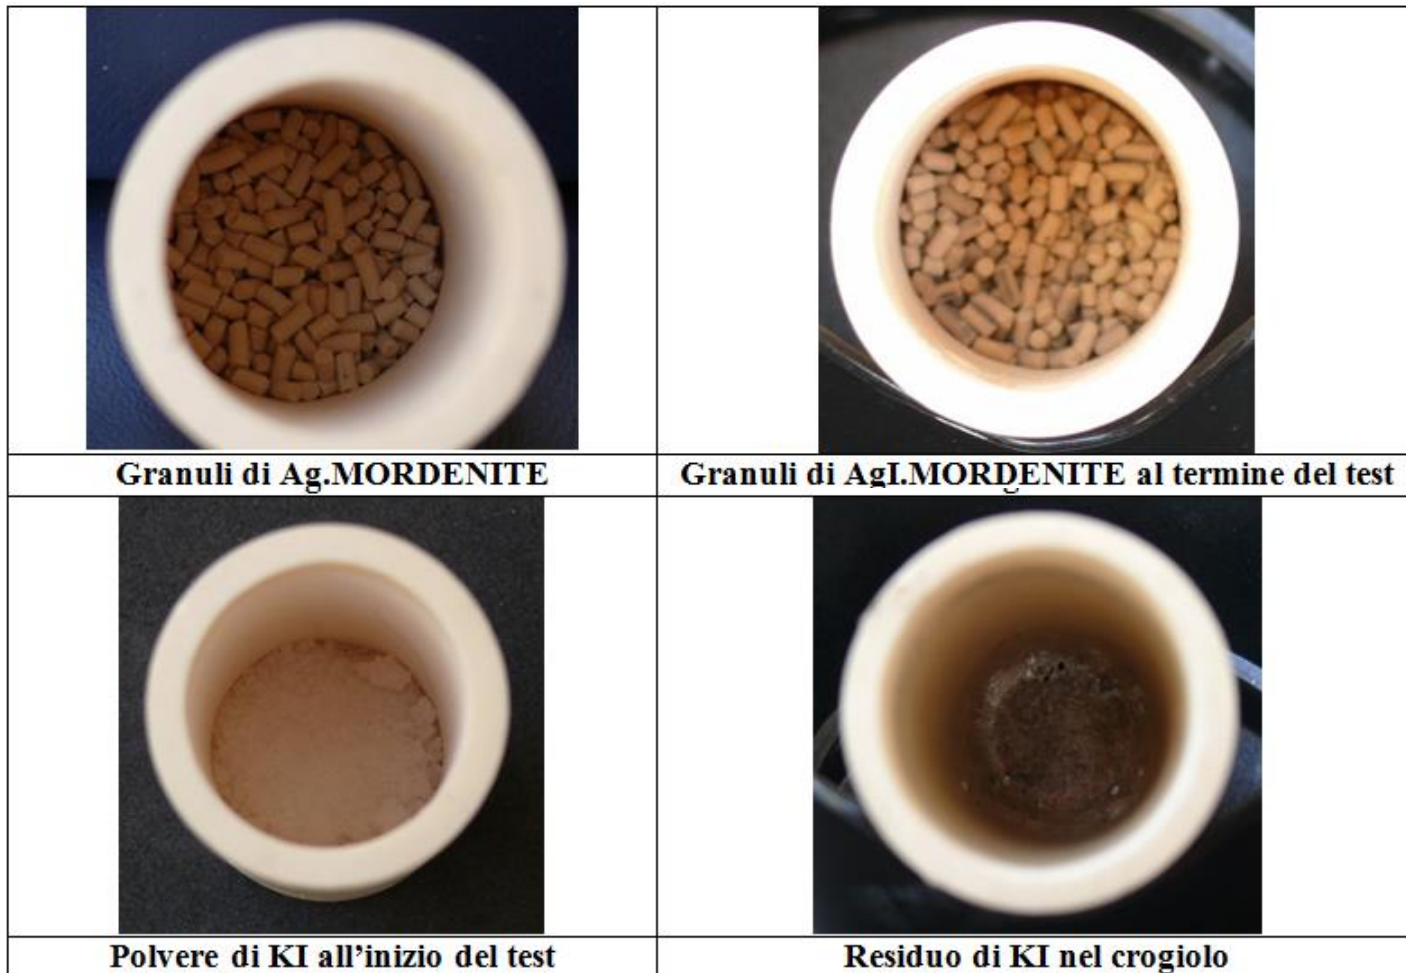 Granuli di Ag.MORDENITE
Granuli di AgI.MORDENITE al termine del test
Polvere di KI all'inizio del test
Residuo di KI nel crogiolo